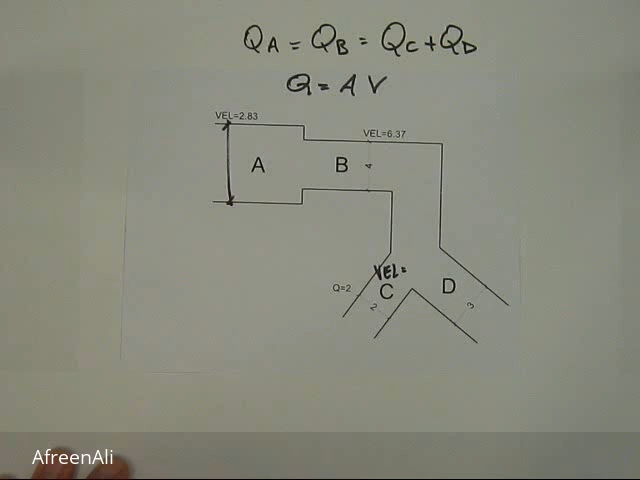 QA = QB = QC + QD
Q = A V
VEL=2.83
VEL=6.37
A
B
4
VEL=
Q=2
C
D
2
3
AfreenAli